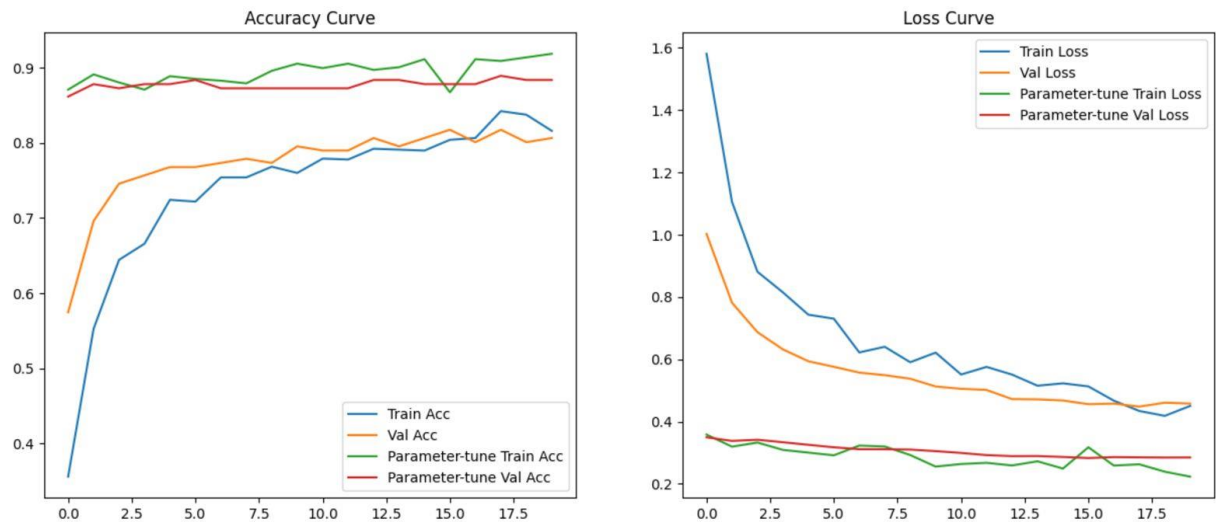 Accuracy Curve
0.9
0.8
0.7
0.6
0.5
0.4
0.0 2.5 5.0 7.5 10.0 12.5 15.0 17.5
Train Acc
Val Acc
Parameter-tune Train Acc
Parameter-tune Val Acc
Loss Curve
1.6
1.4
1.2
1.0
0.8
0.6
0.4
0.2
0.0 2.5 5.0 7.5 10.0 12.5 15.0 17.5
Train Loss
Val Loss
Parameter-tune Train Loss
Parameter-tune Val Loss